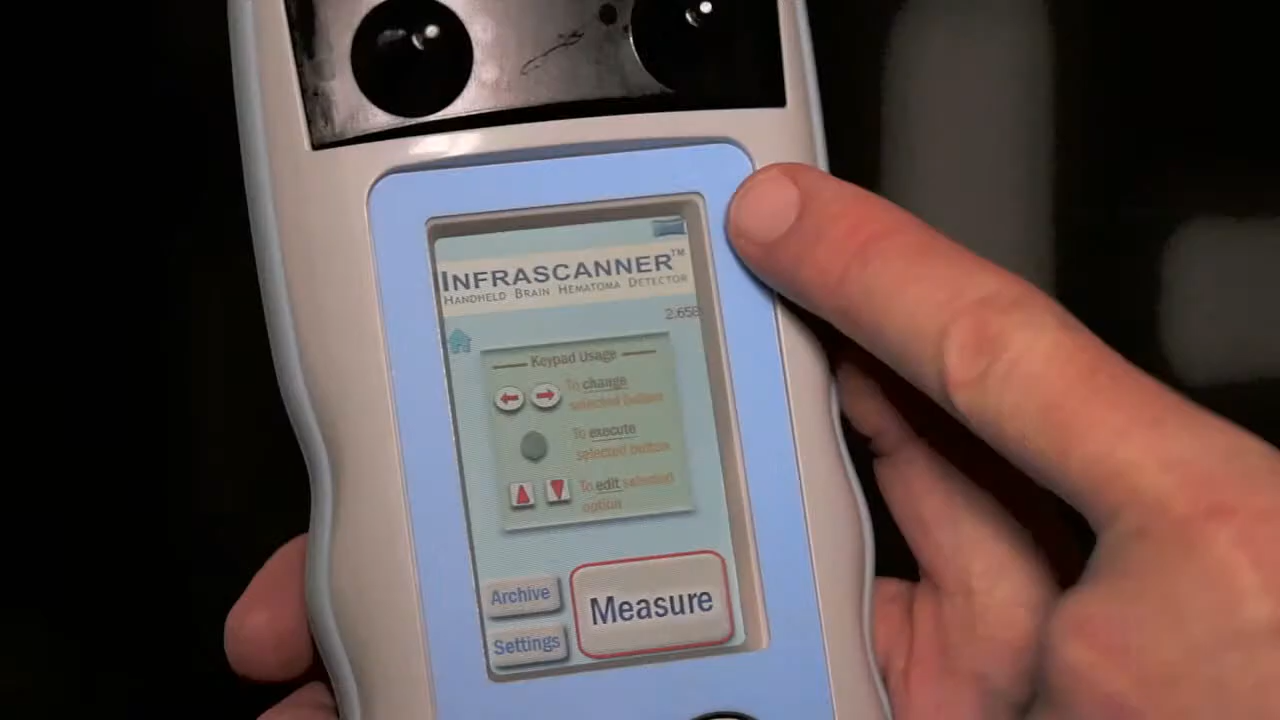 INFRASCANNER™
HANDHELD BRAIN HEMATOMA DETECTOR
2.658
Keypad Usage
To change
selected button
To execute
selected button
To edit selected
option
Archive
Measure
Settings